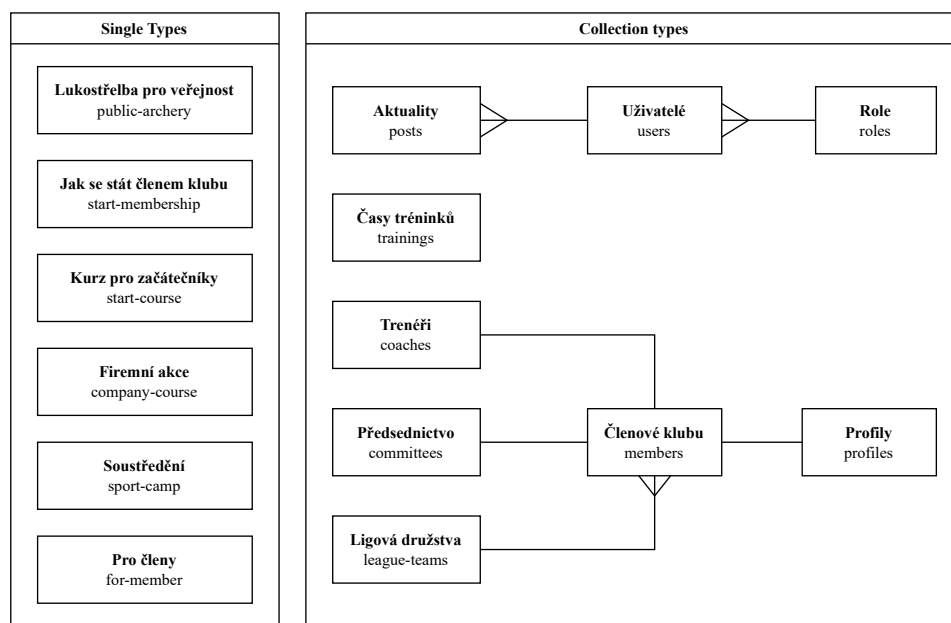 Single Types
Lukostřelba pro veřejnost
public-archery
Jak se stát členem klubu
start-membership
Kurz pro začátečníky
start-course
Firemní akce
company-course
Soustředění
sport-camp
Pro členy
for-member
Collection types
Aktuality
posts
Uživatelé
users
Role
roles
Časy tréninků
trainings
Trenéři
coaches
Předsednictvo
committees
Členové klubu
members
Profily
profiles
Ligová družstva
league-teams